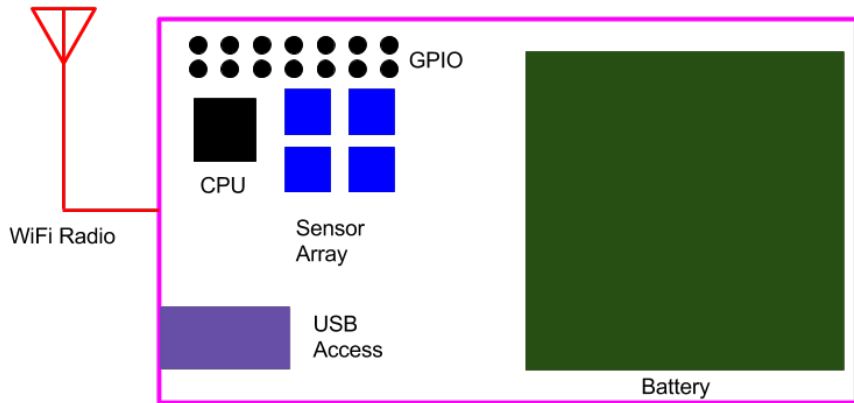 GPIO
CPU
WiFi Radio
Sensor
Array
USB
Access
Battery